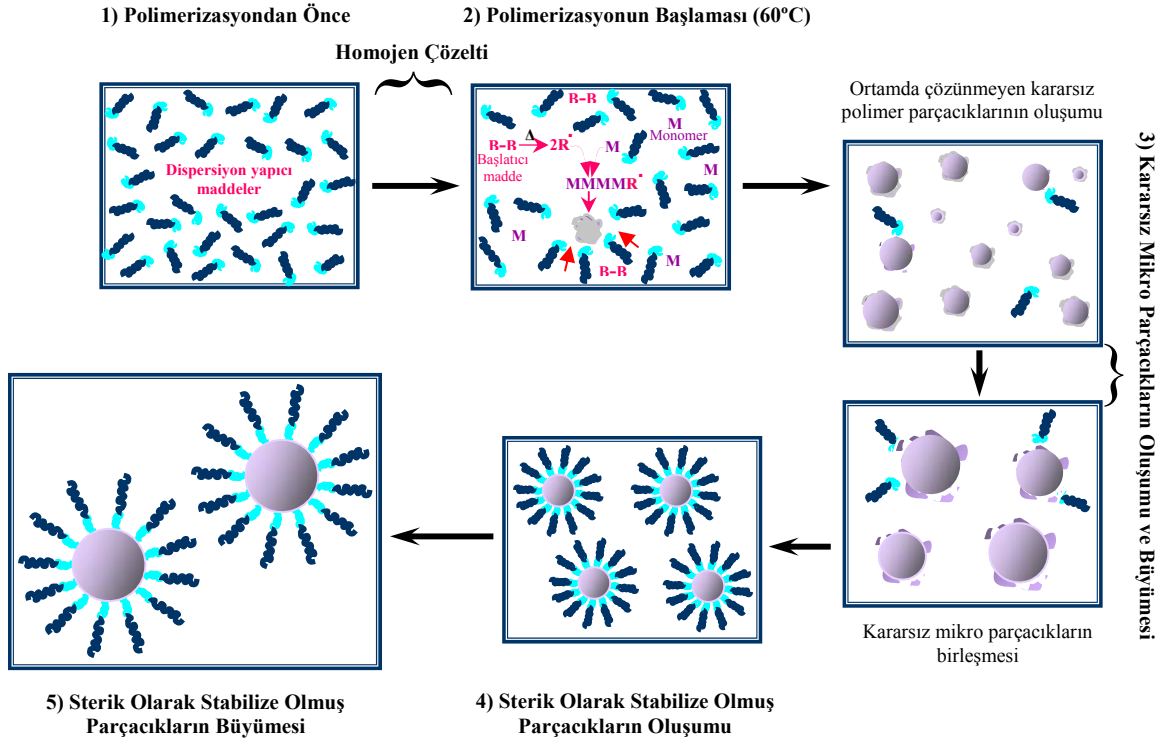 1) Polimerizasyondan Önce
2) Polimerizasyonun Başlaması (60ºC)
Homojen Çözelti
Dispersiyon yapıcı
maddeler
B-B
M
Monomer
B-B Δ 2R·
M
M
Başlatıcı
madde
MMMMR·
M
M
B-B
Ortamda çözünmeyen kararsız
polimer parçacıklarının oluşumu
3) Kararsız Mikro Parçacıkların Oluşumu ve Büyümesi
Kararsız mikro parçacıkların
birleşmesi
4) Sterik Olarak Stabilize Olmuş
Parçacıkların Oluşumu
5) Sterik Olarak Stabilize Olmuş
Parçacıkların Büyümesi